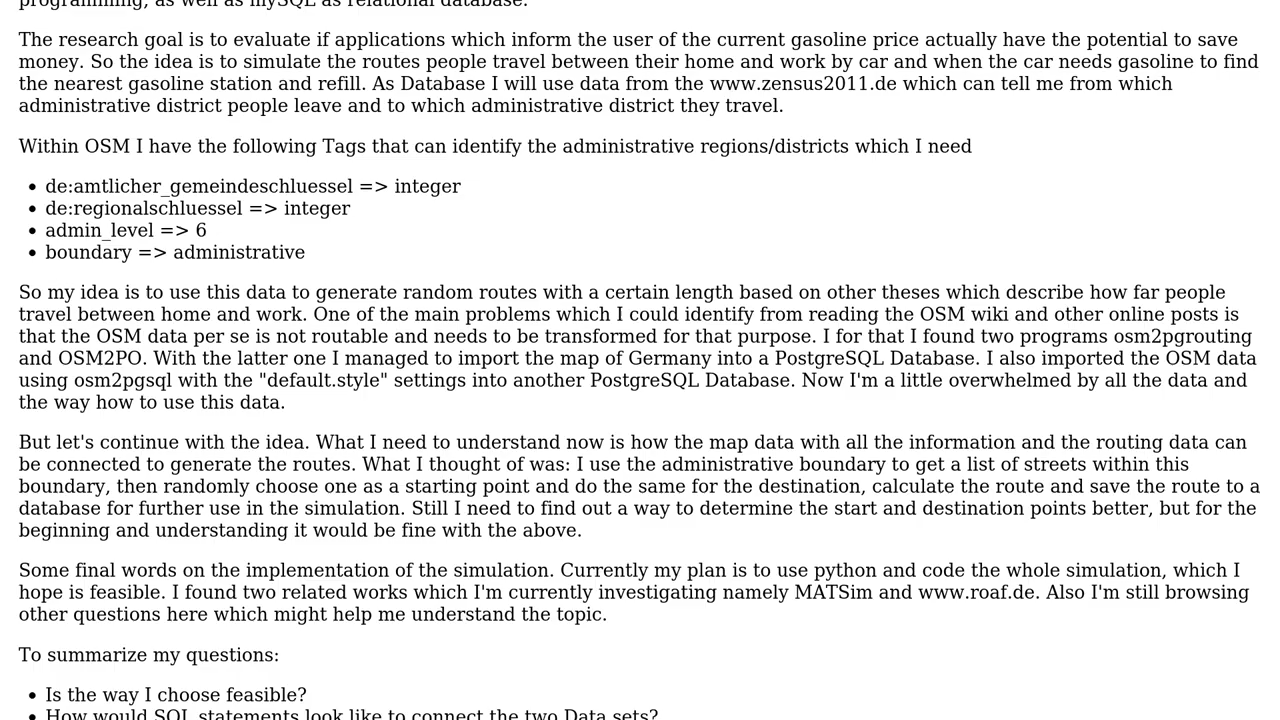 programming, as well as mySQL as relational database.
The research goal is to evaluate if applications which inform the user of the current gasoline price actually have the potential to save
money. So the idea is to simulate the routes people travel between their home and work by car and when the car needs gasoline to find
the nearest gasoline station and refill. As Database I will use data from the www.zensus2011.de which can tell me from which
administrative district people leave and to which administrative district they travel.
Within OSM I have the following Tags that can identify the administrative regions/districts which I need
• de:amtlicher_gemeindeschluessel => integer
• de:regionalschluessel => integer
• admin_level => 6
• boundary => administrative
So my idea is to use this data to generate random routes with a certain length based on other theses which describe how far people
travel between home and work. One of the main problems which I could identify from reading the OSM wiki and other online posts is
that the OSM data per se is not routable and needs to be transformed for that purpose. I for that I found two programs osm2pgrouting
and OSM2PO. With the latter one I managed to import the map of Germany into a PostgreSQL Database. I also imported the OSM data
using osm2pgsql with the "default.style" settings into another PostgreSQL Database. Now I'm a little overwhelmed by all the data and
the way how to use this data.
But let's continue with the idea. What I need to understand now is how the map data with all the information and the routing data can
be connected to generate the routes. What I thought of was: I use the administrative boundary to get a list of streets within this
boundary, then randomly choose one as a starting point and do the same for the destination, calculate the route and save the route to a
database for further use in the simulation. Still I need to find out a way to determine the start and destination points better, but for the
beginning and understanding it would be fine with the above.
Some final words on the implementation of the simulation. Currently my plan is to use python and code the whole simulation, which I
hope is feasible. I found two related works which I'm currently investigating namely MATSim and www.roaf.de. Also I'm still browsing
other questions here which might help me understand the topic.
To summarize my questions:
• Is the way I choose feasible?
• How would SQL statements look like to connect the two Data sets?